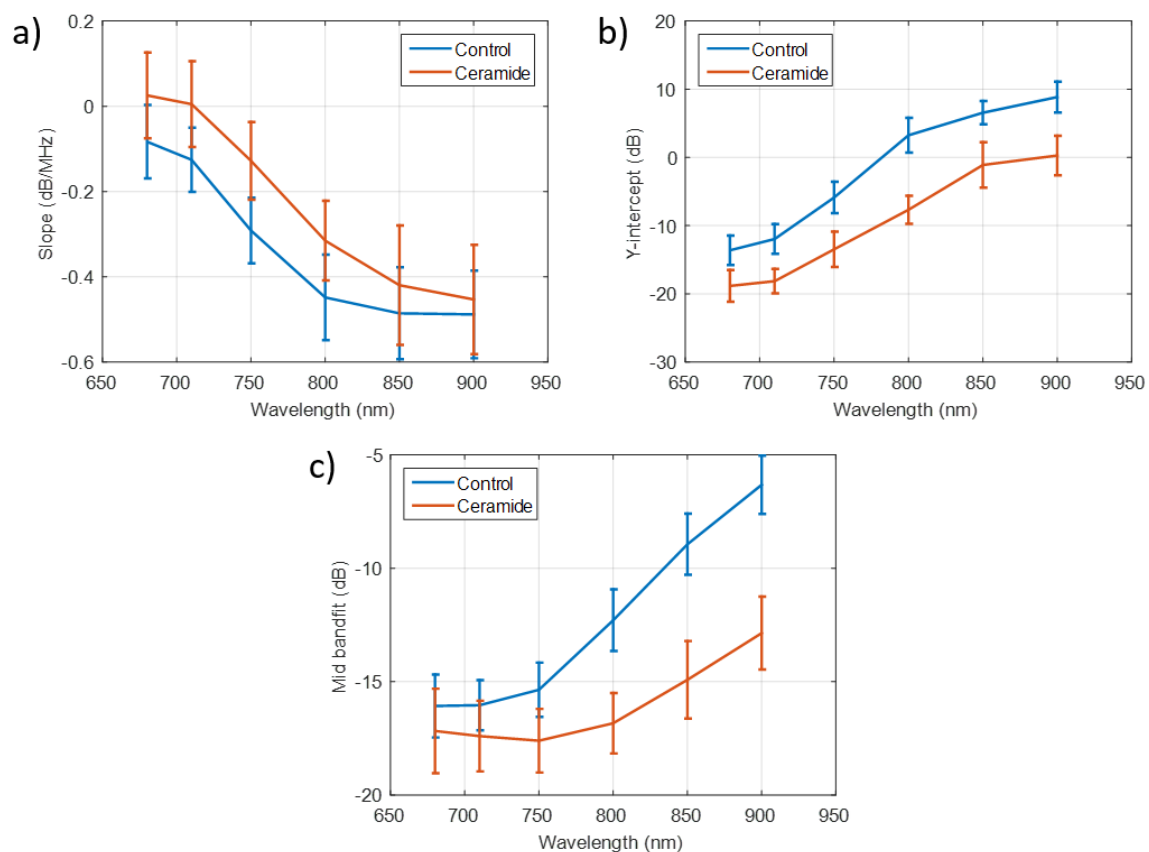 a)
Control
Ceramide
0.2
0
-0.2
-0.4
-0.6
Slope (dB/MHz)
650 700 750 800 850 900 950
Wavelength (nm)
b)
Control
Ceramide
20
10
0
-10
-20
-30
Y-intercept (dB)
650 700 750 800 850 900 950
Wavelength (nm)
c)
Control
Ceramide
-5
-10
-15
-20
Mid bandfit (dB)
650 700 750 800 850 900 950
Wavelength (nm)